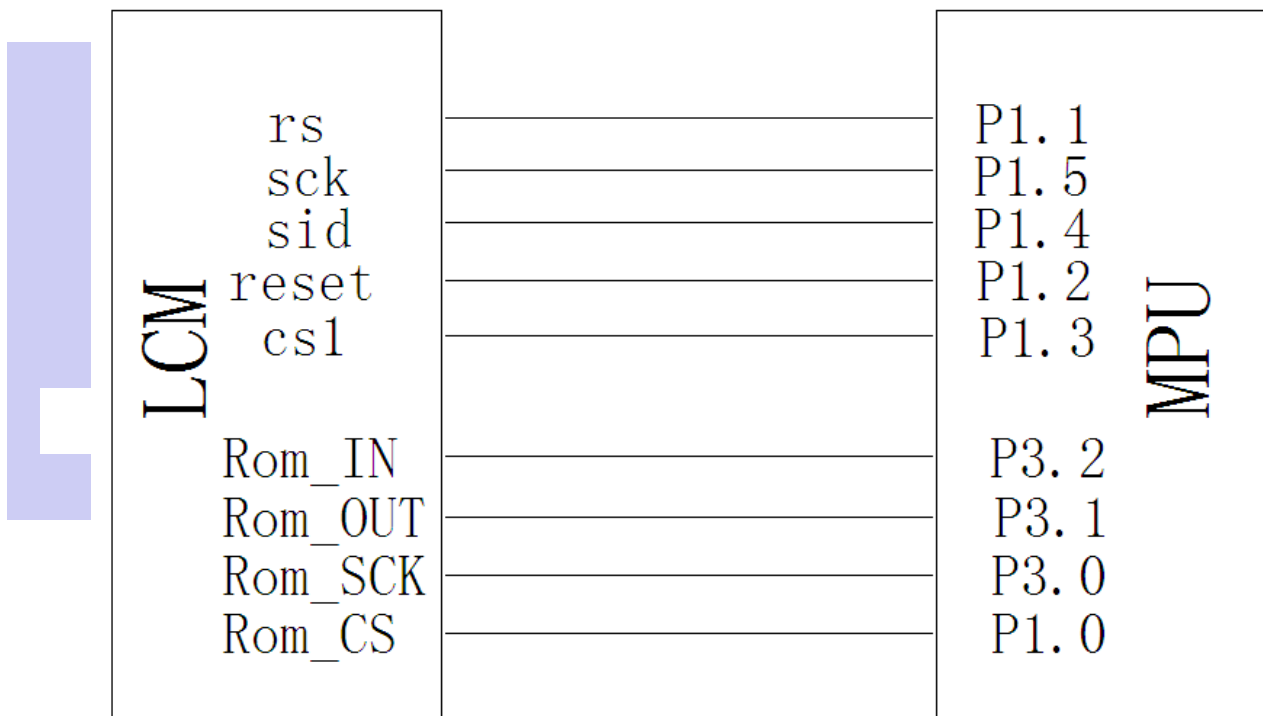 rs P1.1
sck P1.5
sid P1.4
reset P1.2
cs1 P1.3
LCM
MPU
Rom_IN P3.2
Rom_OUT P3.1
Rom_SCK P3.0
Rom_CS P1.0